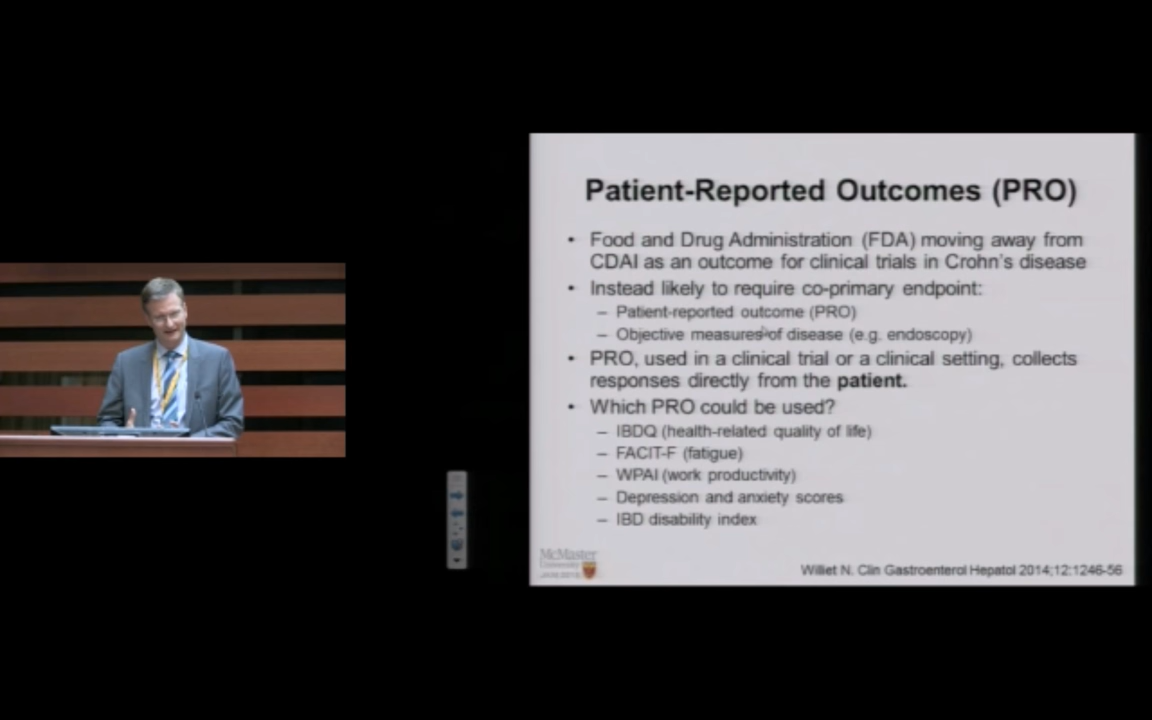 Patient-Reported Outcomes (PRO)
• Food and Drug Administration (FDA) moving away from
CDAI as an outcome for clinical trials in Crohn's disease
• Instead likely to require co-primary endpoint:
– Patient-reported outcome (PRO)
– Objective measures of disease (e.g. endoscopy)
• PRO, used in a clinical trial or a clinical setting, collects
responses directly from the patient.
• Which PRO could be used?
– IBDQ (health-related quality of life)
– FACIT-F (fatigue)
– WPAI (work productivity)
– Depression and anxiety scores
– IBD disability index
McMaster
University
Williet N. Clin Gastroenterol Hepatol 2014;12:1246-56